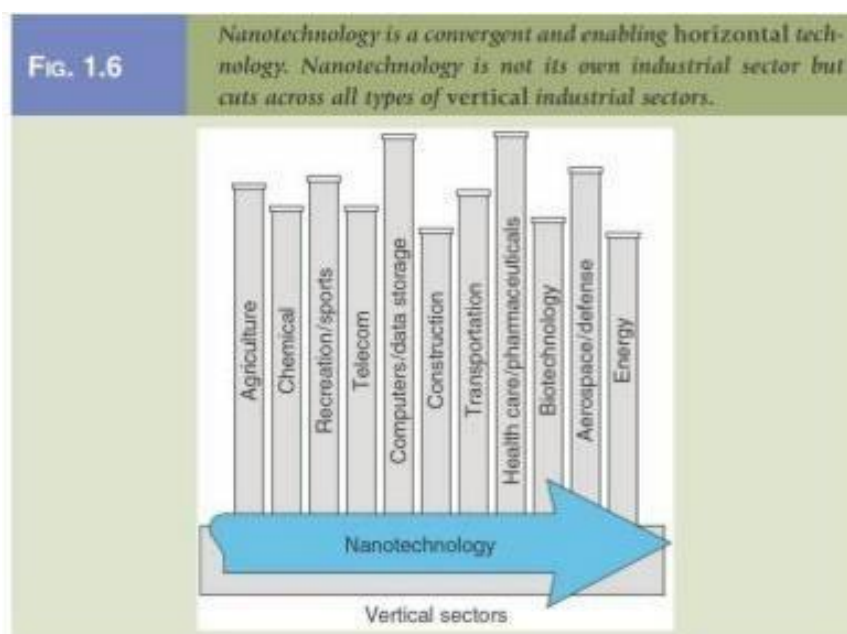 FIG. 1.6
Nanotechnology is a convergent and enabling horizontal tech-
nology. Nanotechnology is not its own industrial sector but
cuts across all types of vertical industrial sectors.
Agriculture
Chemical
Recreation/sports
Telecom
Computers/data storage
Construction
Transportation
Health care/pharmaceuticals
Biotechnology
Aerospace/defense
Energy
Nanotechnology
Vertical sectors